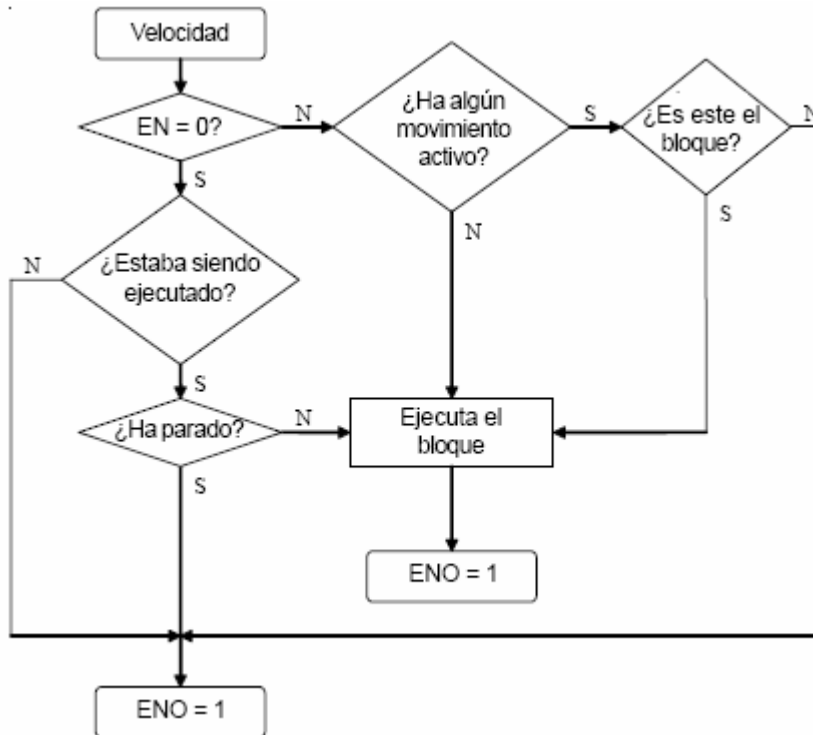 Velocidad
EN = 0?
N
¿Ha algún
movimiento
activo?
S
¿Es este el
bloque?
N
S
S
N
N
¿Estaba siendo
ejecutado?
S
¿Ha parado?
N
Ejecuta el
bloque
S
ENO = 1
ENO = 1